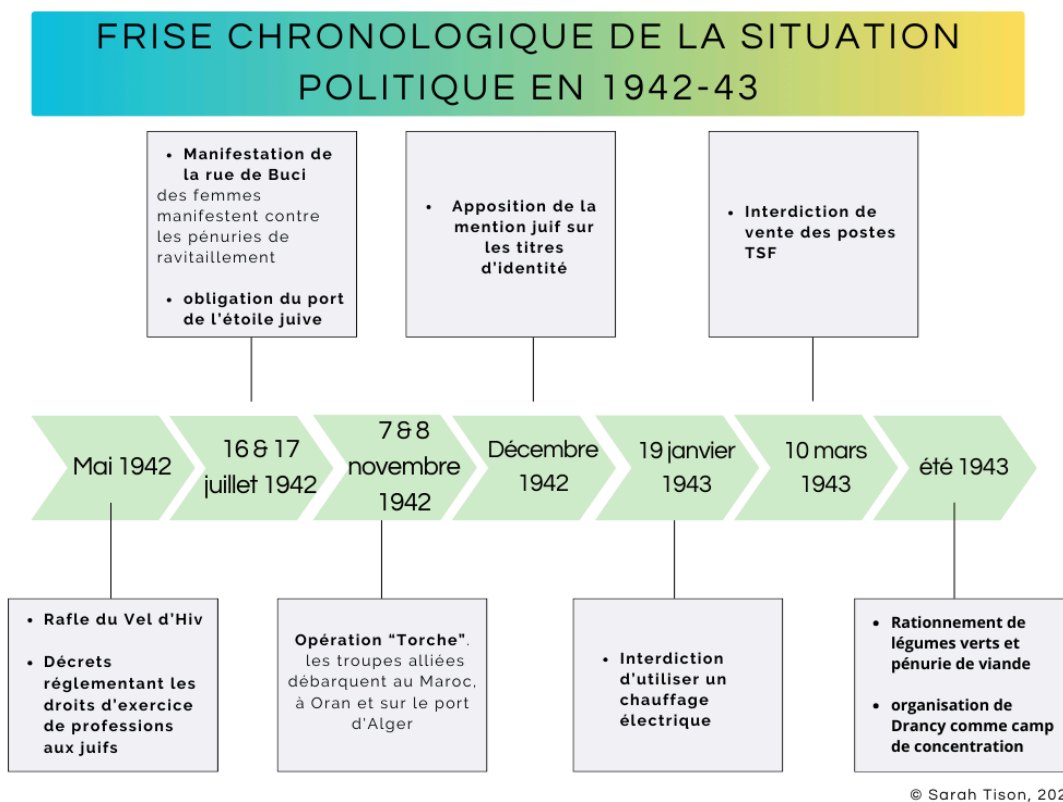 FRISE CHRONOLOGIQUE DE LA SITUATION
POLITIQUE EN 1942-43
• Manifestation de
la rue de Buci
des femmes
manifestent contre
les pénuries de
ravitaillement
• obligation du port
de l'étoile juive
• Apposition de la
mention juif sur
les titres
d'identité
• Interdiction de
vente des postes
TSF
Mai 1942
16 & 17
juillet 1942
7 & 8
novembre
1942
Décembre
1942
19 janvier
1943
10 mars
1943
été 1943
• Rafle du Vel d'Hiv
• Décrets
réglementant les
droits d'exercice
de professions
aux juifs
Opération “Torche”.
les troupes alliées
débarquent au Maroc,
à Oran et sur le port
d'Alger
• Interdiction
d'utiliser un
chauffage
électrique
• Rationnement de
légumes verts et
pénurie de viande
• organisation de
Drancy comme camp
de concentration
© Sarah Tison,